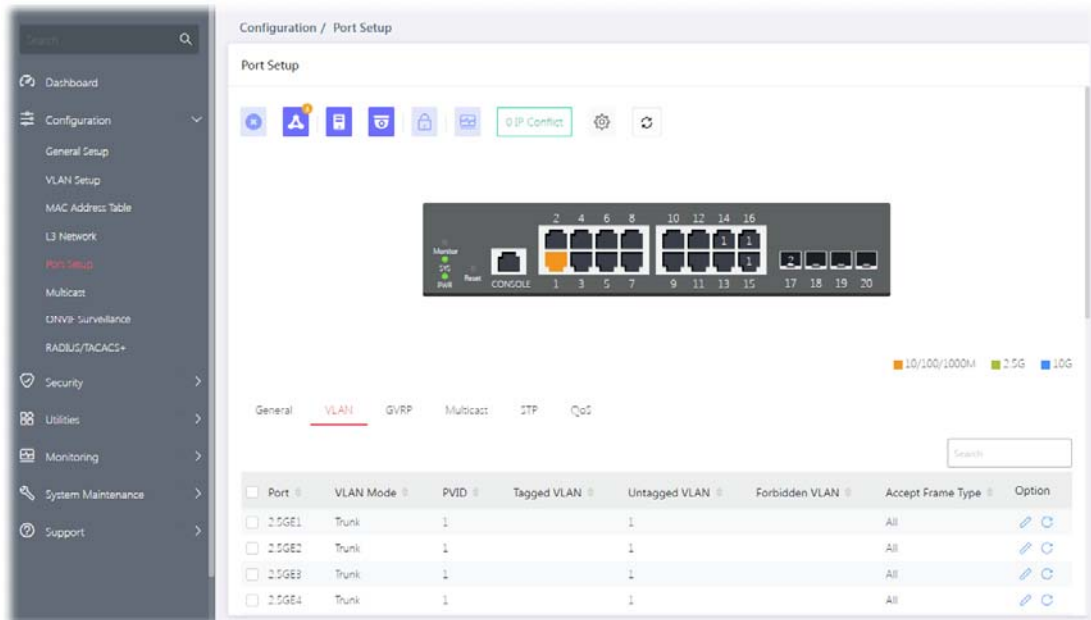 Search
Dashboard
Configuration
General Setup
VLAN Setup
MAC Address Table
L3 Network
Port Setup
Multicast
ONVIF Surveillance
RADIUS/TACACS+
Security
Utilities
Monitoring
System Maintenance
Support
Configuration / Port Setup
Port Setup
0 IP Conflict
2 4 6 8 10 12 14 16
Monitor
SYS
PWR
Reset
1 1
1
2
CONSOLE 1 3 5 7 9 11 13 15 17 18 19 20
10/100/1000M 2.5G 10G
General VLAN GVRP Multicast STP QoS
Search
Port VLAN Mode PVID Tagged VLAN Untagged VLAN Forbidden VLAN Accept Frame Type Option
2.5GE1 Trunk 1 1 All
2.5GE2 Trunk 1 1 All
2.5GE3 Trunk 1 1 All
2.5GE4 Trunk 1 1 All